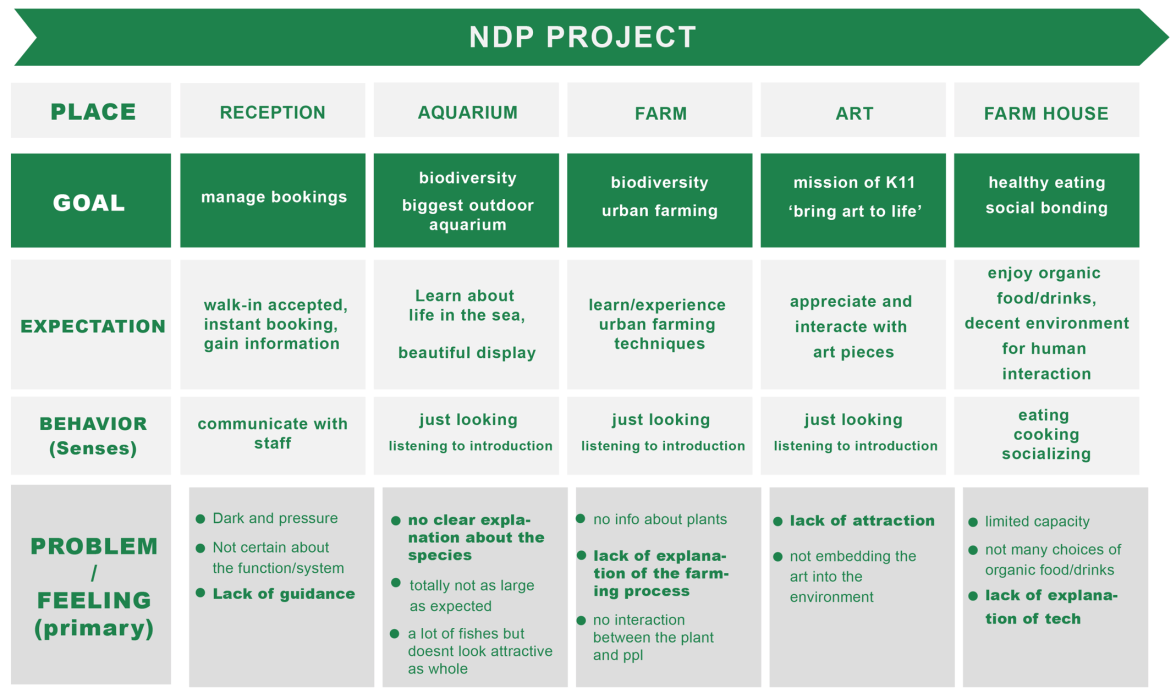 NDP PROJECT
PLACE
RECEPTION
AQUARIUM
FARM
ART
FARM HOUSE
GOAL
manage bookings
biodiversity
biggest outdoor
aquarium
biodiversity
urban farming
mission of K11
‘bring art to life’
healthy eating
social bonding
EXPECTATION
walk-in accepted,
instant booking,
gain information
Learn about
life in the sea,
beautiful display
learn/experience
urban farming
techniques
appreciate and
interacte with
art pieces
enjoy organic
food/drinks,
decent environment
for human
interaction
BEHAVIOR
(Senses)
communicate with
staff
just looking
listening to introduction
just looking
listening to introduction
just looking
listening to introduction
eating
cooking
socializing
PROBLEM
/
FEELING
(primary)
● Dark and pressure
● Not certain about
the function/system
● Lack of guidance
● no clear expla-
nation about the
species
● totally not as large
as expected
● a lot of fishes but
doesnt look attractive
as whole
● no info about plants
● lack of explana-
tion of the farm-
ing process
● no interaction
between the plant
and ppl
● lack of attraction
● not embedding the
art into the
environment
● limited capacity
● not many choices of
organic food/drinks
● lack of explana-
tion of tech